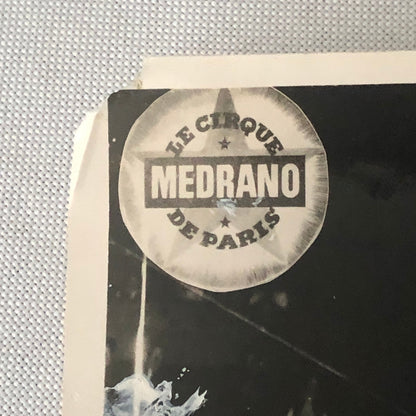 LE CIRQUE
MEDRANO
DE PARIS